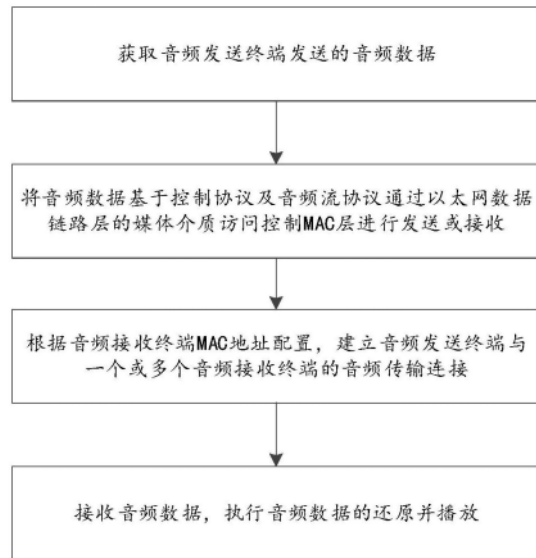 获取音频发送终端发送的音频数据
将音频数据基于控制协议及音频流协议通过以太网数据
链路层的媒体介质访问控制MAC层进行发送或接收
根据音频接收终端MAC地址配置，建立音频发送终端与
一个或多个音频接收终端的音频传输连接
接收音频数据，执行音频数据的还原并播放